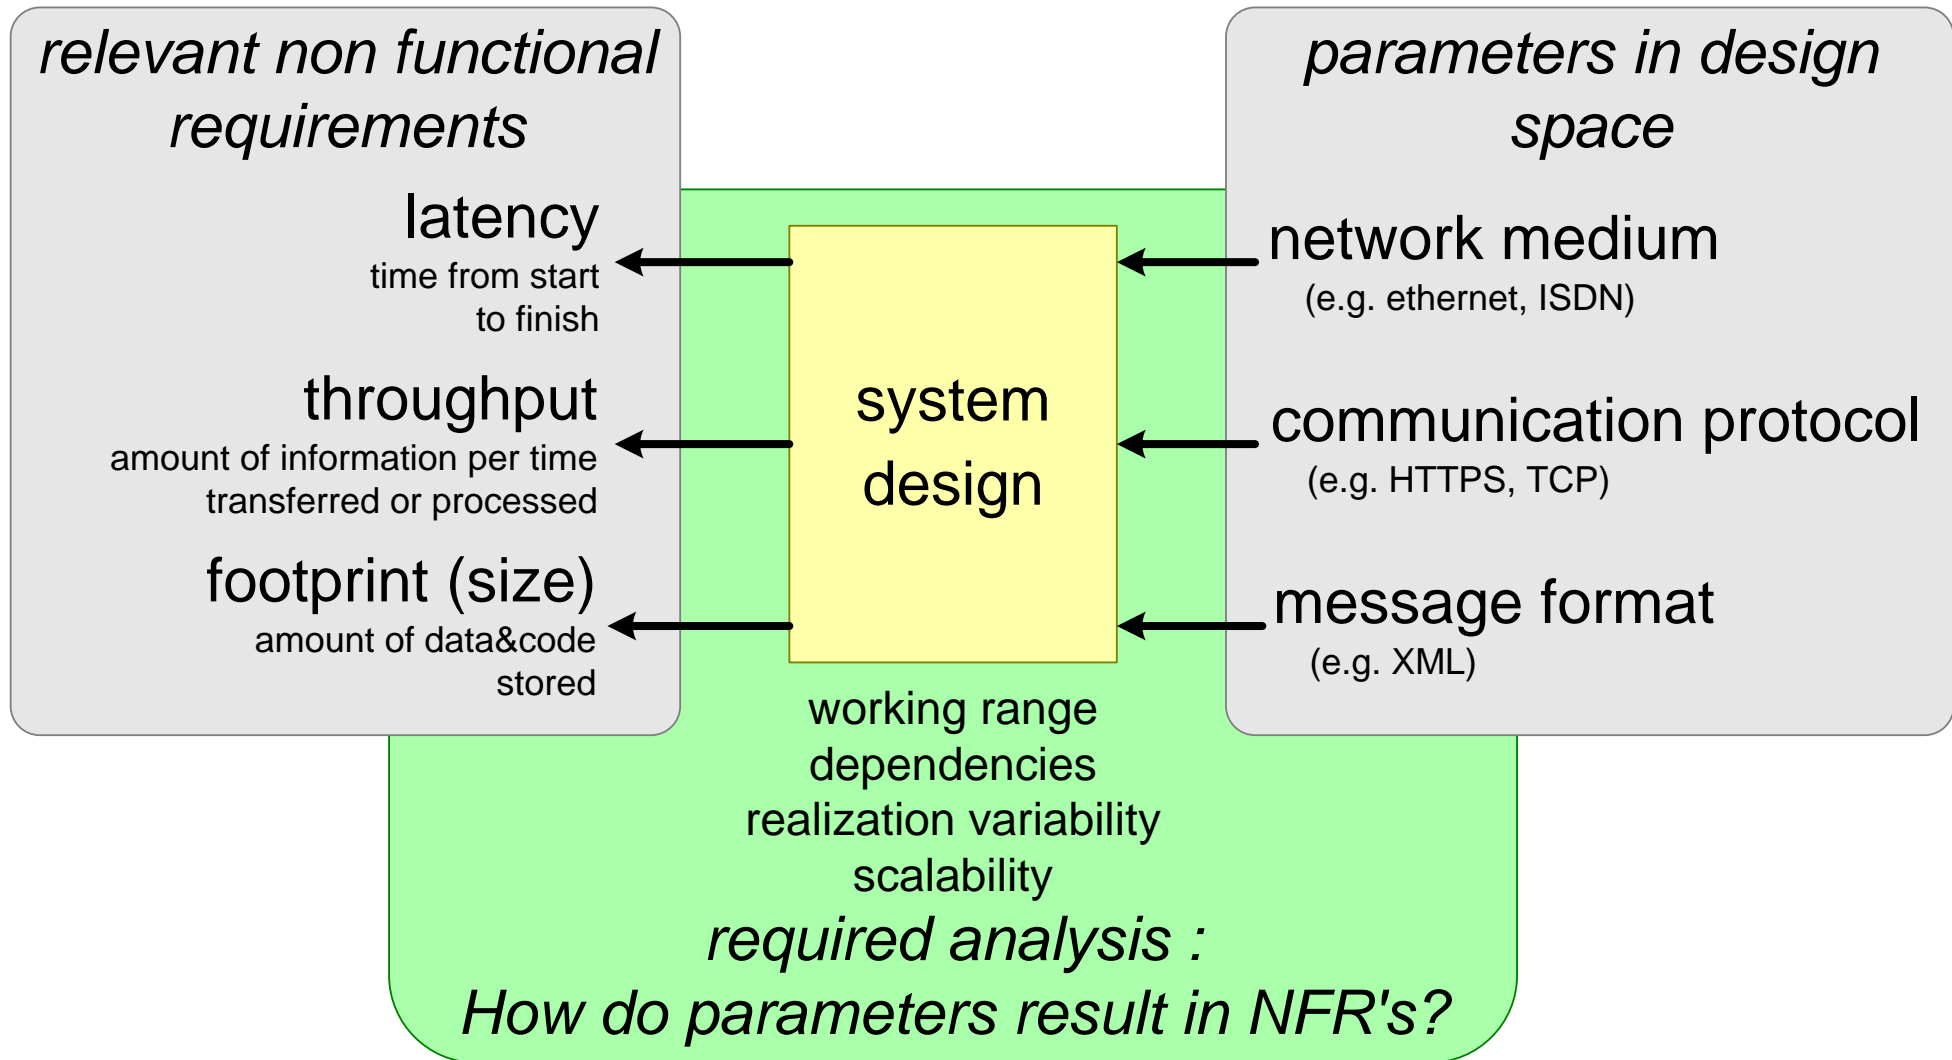 relevant non functional
requirements
latency
time from start
to finish
throughput
amount of information per time
transferred or processed
footprint (size)
amount of data&code
stored
system
design
working range
dependencies
realization variability
scalability
required analysis :
How do parameters result in NFR's?
parameters in design
space
network medium
(e.g. ethernet, ISDN)
communication protocol
(e.g. HTTPS, TCP)
message format
(e.g. XML)